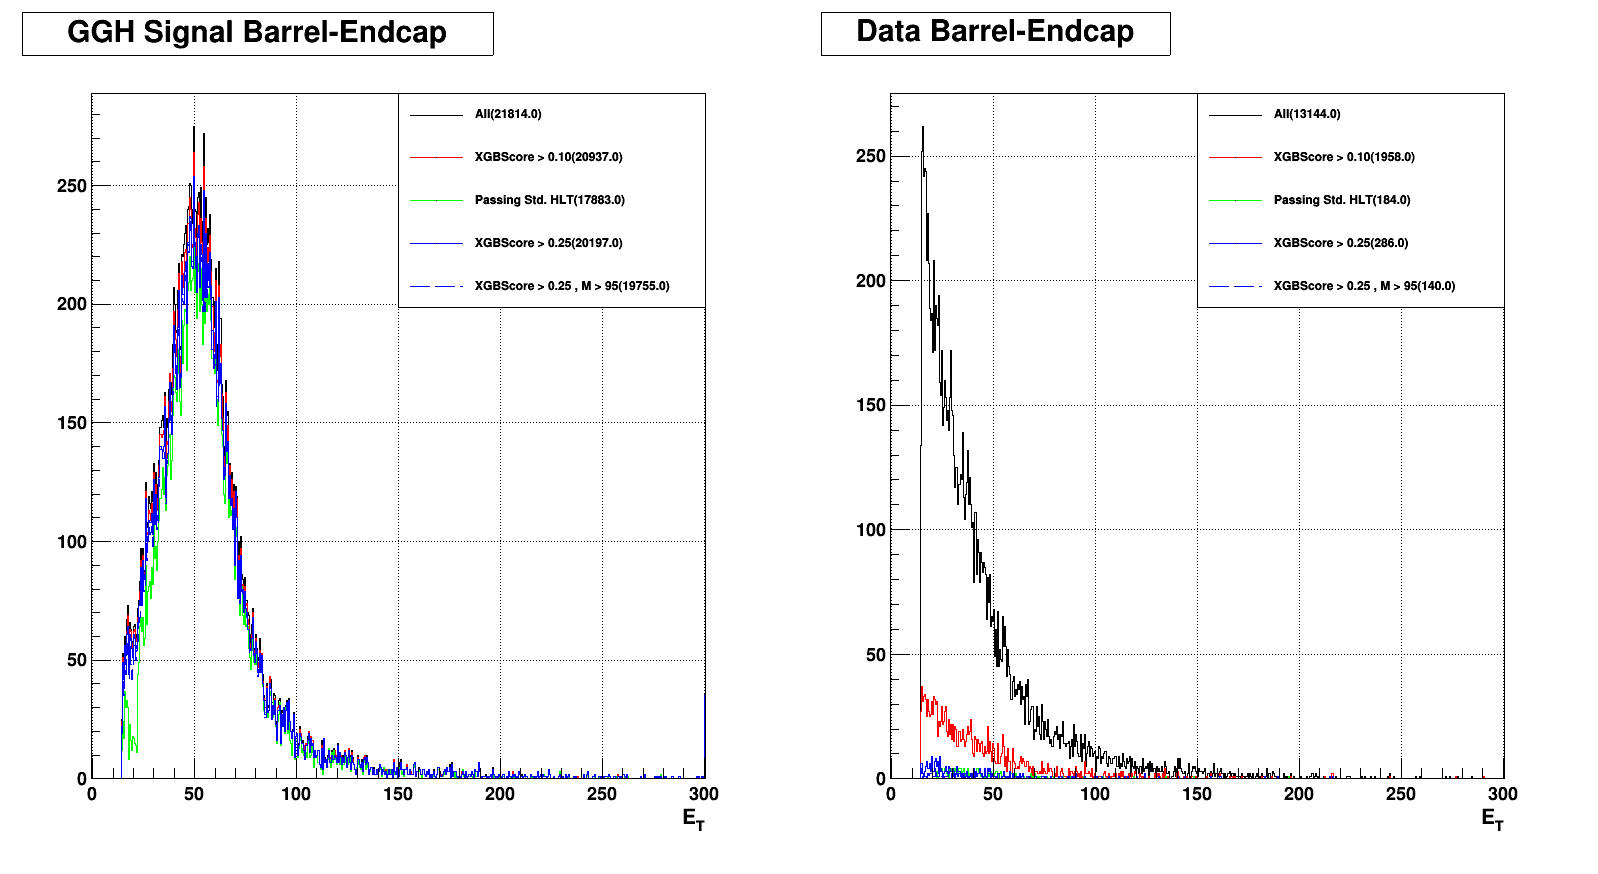 GGH Signal Barrel-Endcap
All(21814.0)
XGBScore > 0.10(20937.0)
Passing Std. HLT(17883.0)
XGBScore > 0.25(20197.0)
XGBScore > 0.25 , M > 95(19755.0)
250
200
150
100
50
0
0 50 100 150 200 250 300
E_T
Data Barrel-Endcap
All(13144.0)
XGBScore > 0.10(1958.0)
Passing Std. HLT(184.0)
XGBScore > 0.25(286.0)
XGBScore > 0.25 , M > 95(140.0)
250
200
150
100
50
0
0 50 100 150 200 250 300
E_T